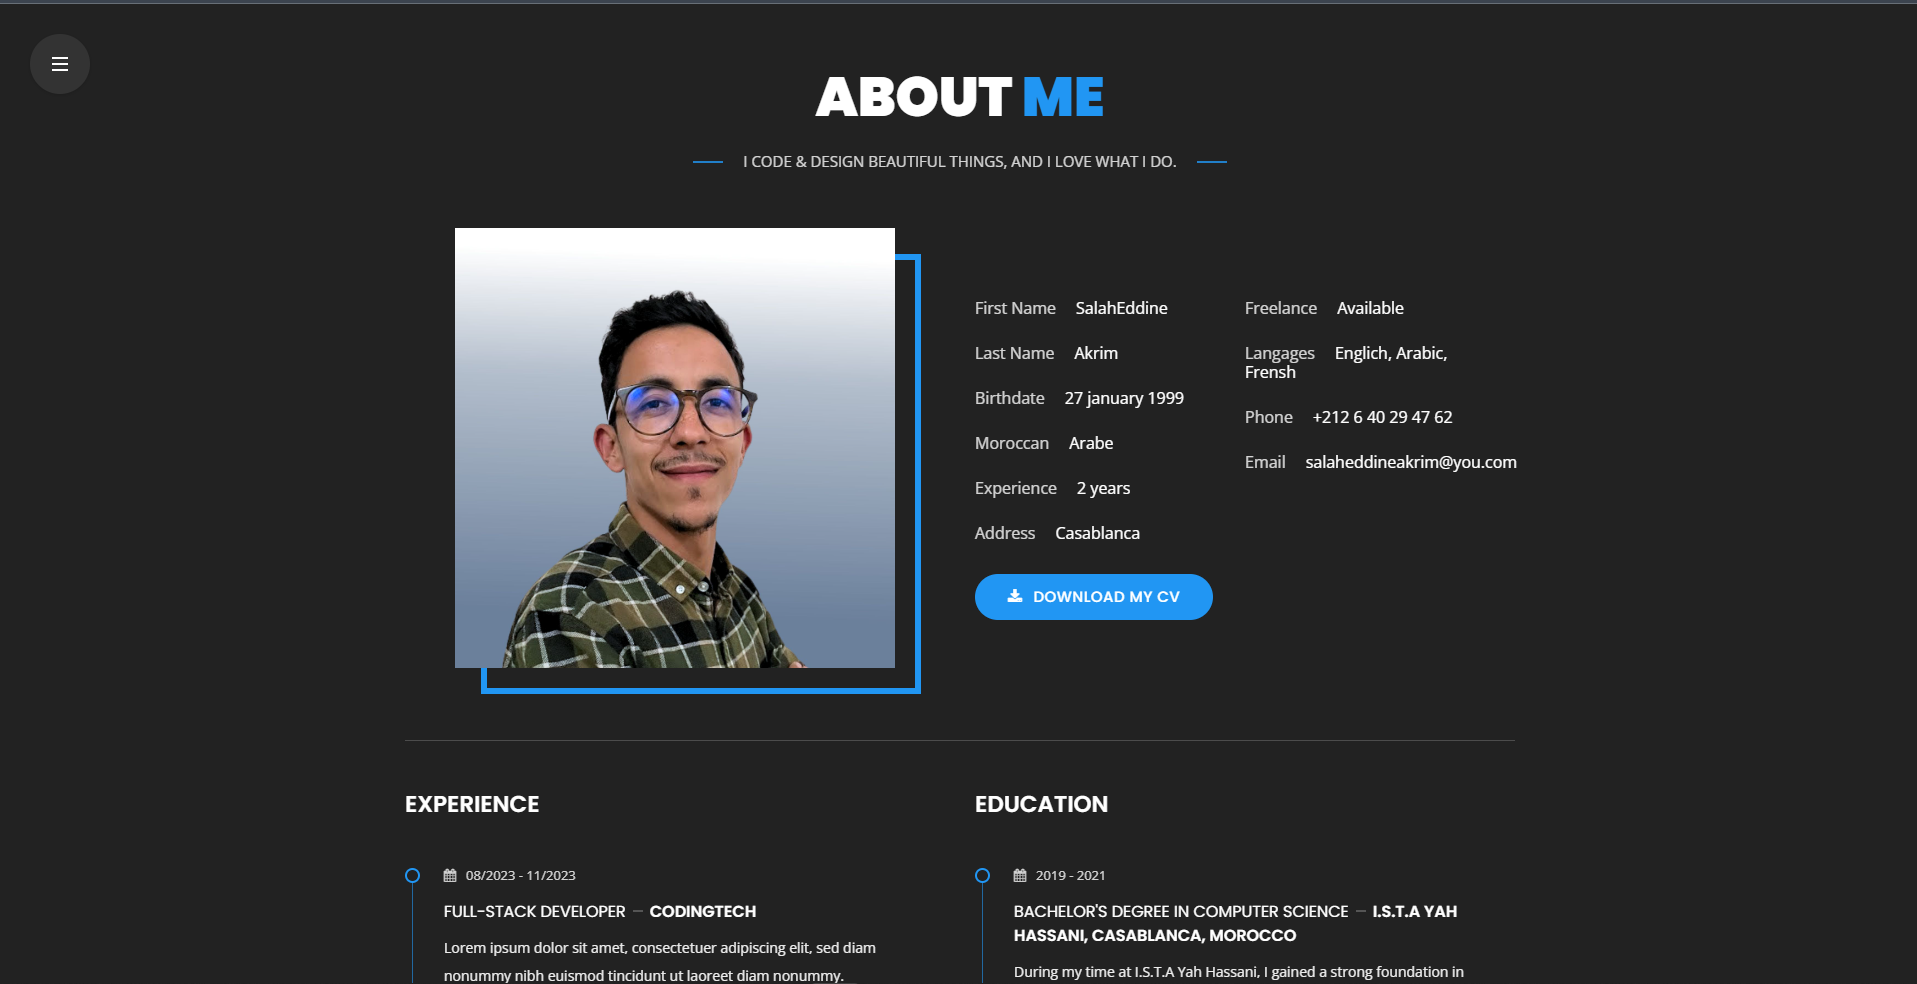 ABOUT ME
I CODE & DESIGN BEAUTIFUL THINGS, AND I LOVE WHAT I DO.
First Name SalahEddine
Last Name Akrim
Birthdate 27 january 1999
Moroccan Arabe
Experience 2 years
Address Casablanca
Freelance Available
Langages Englich, Arabic,
Frensh
Phone +212 6 40 29 47 62
Email salaheddineakrim@you.com
DOWNLOAD MY CV
EXPERIENCE
08/2023 - 11/2023
FULL-STACK DEVELOPER — CODINGTECH
Lorem ipsum dolor sit amet, consectetuer adipiscing elit, sed diam
nonummy nibh euismod tincidunt ut laoreet diam nonummy.
EDUCATION
2019 - 2021
BACHELOR'S DEGREE IN COMPUTER SCIENCE — I.S.T.A YAH
HASSANI, CASABLANCA, MOROCCO
During my time at I.S.T.A Yah Hassani, I gained a strong foundation in